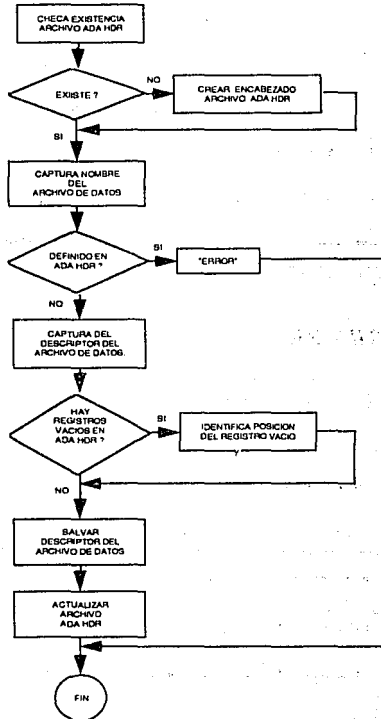 CHECA EXISTENCIA
ARCHIVO ADA HDR
EXISTE ?
NO
CREAR ENCABEZADO
ARCHIVO ADA HDR
SI
CAPTURA NOMBRE
DEL
ARCHIVO DE DATOS
DEFINIDO EN
ADA HDR ?
SI
"ERROR"
NO
CAPTURA DEL
DESCRIPTOR DEL
ARCHIVO DE DATOS.
HAY
REGISTROS
VACIOS EN
ADA HDR ?
SI
IDENTIFICA POSICION
DEL REGISTRO VACIO
NO
SALVAR
DESCRIPTOR DEL
ARCHIVO DE DATOS
ACTUALIZAR
ARCHIVO
ADA HDR
FIN